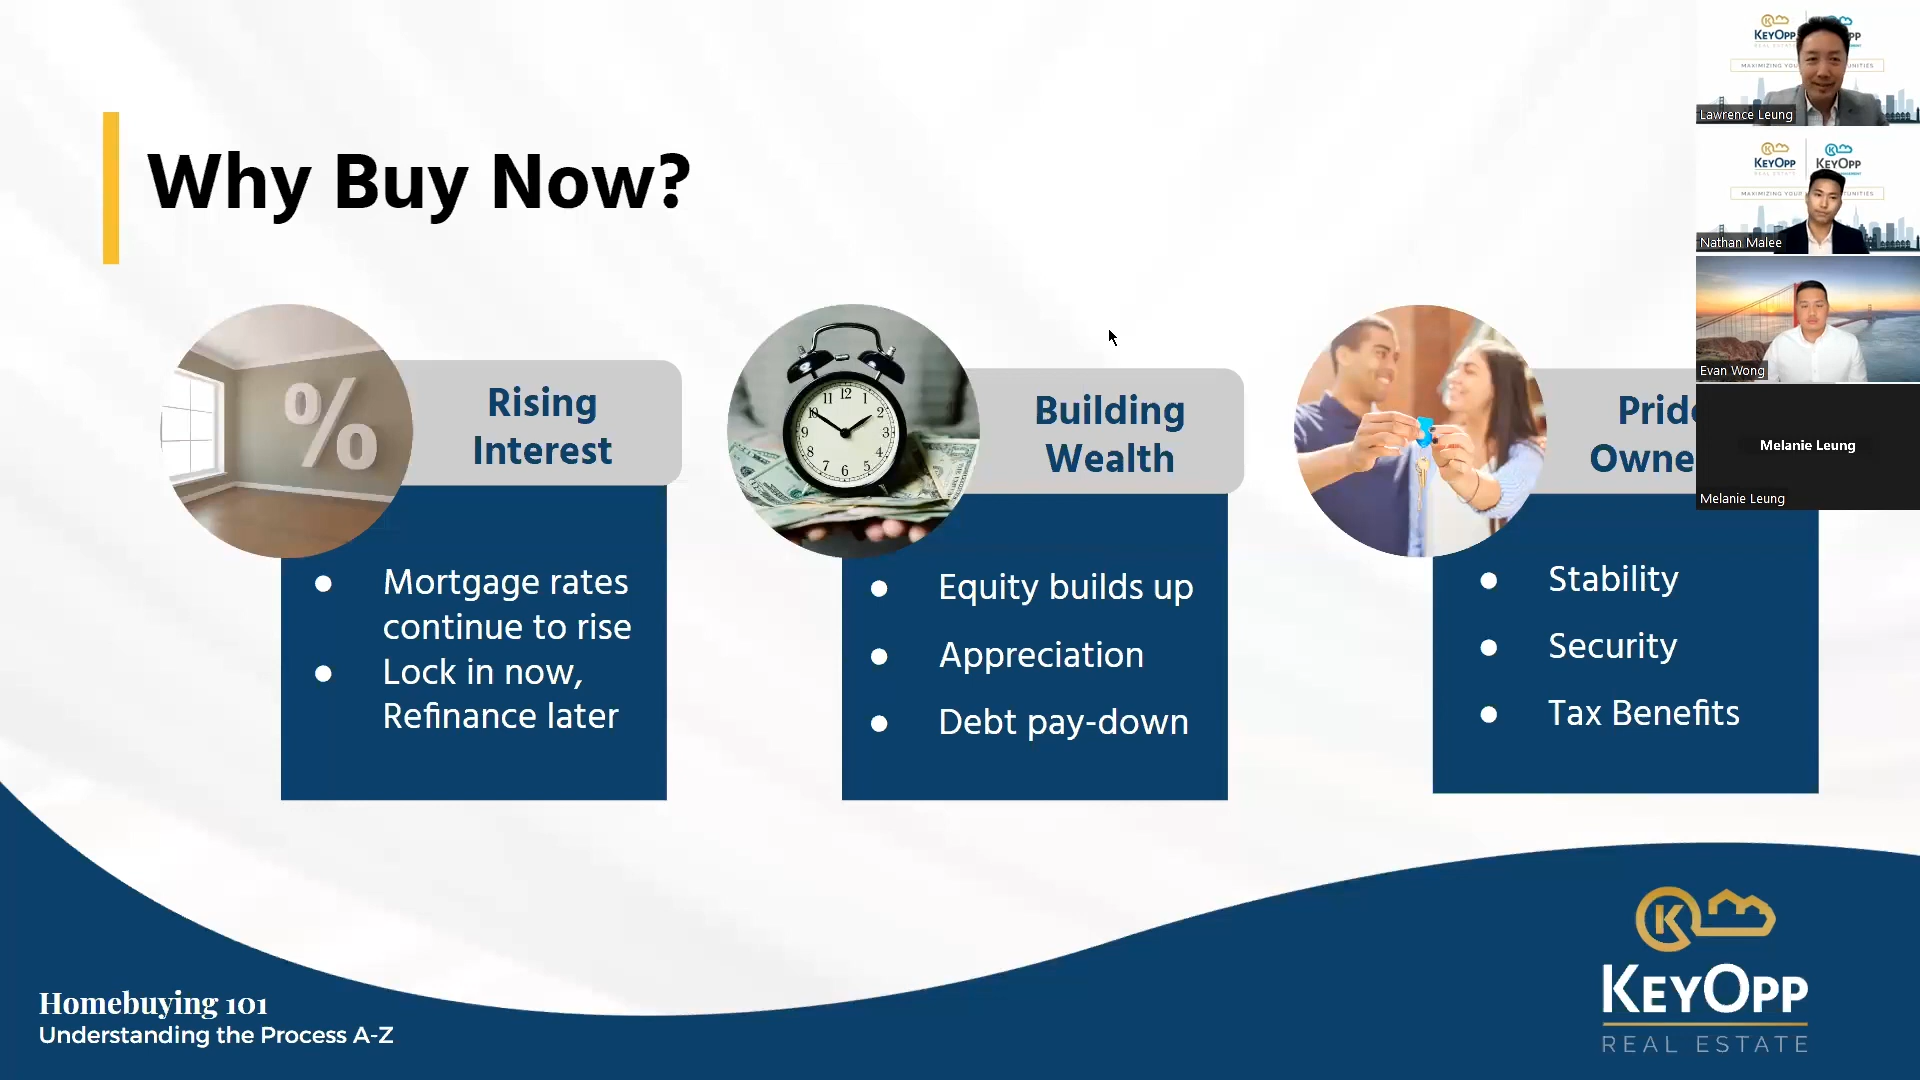 Why Buy Now?
Rising
Interest
Mortgage rates
continue to rise
Lock in now,
Refinance later
Building
Wealth
Equity builds up
Appreciation
Debt pay-down
Stability
Security
Tax Benefits
Homebuying 101
Understanding the Process A-Z
KEYOPP
REAL ESTATE
Lawrence Leung
KEYOPP
KEYOPP
Nathan Malee
Evan Wong
Melanie Leung
Melanie Leung